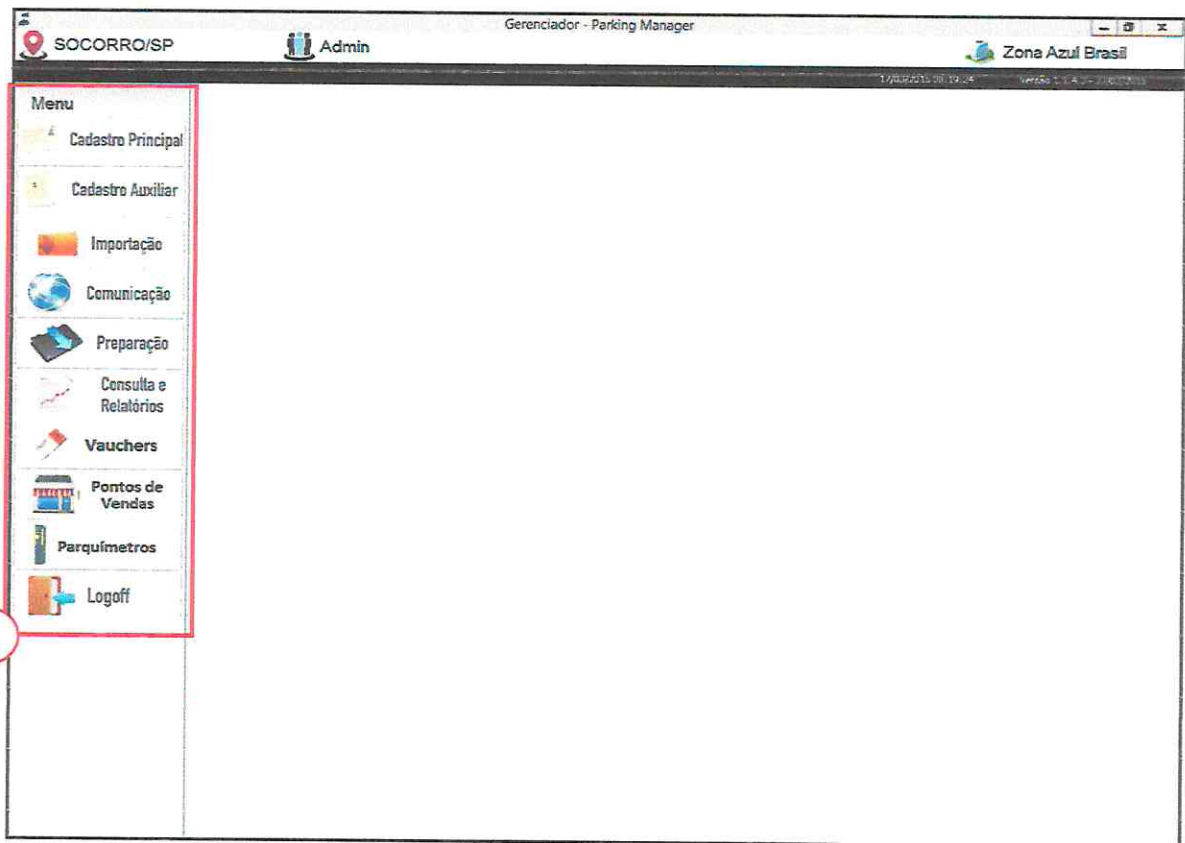 Gerenciador - Parking Manager
SOCORRO/SP
Admin
Zona Azul Brasil
Menu
Cadastro Principal
Cadastro Auxiliar
Importação
Comunicação
Preparação
Consulta e
Relatórios
Vauchers
Pontos de
Vendas
Parquímetros
Logoff